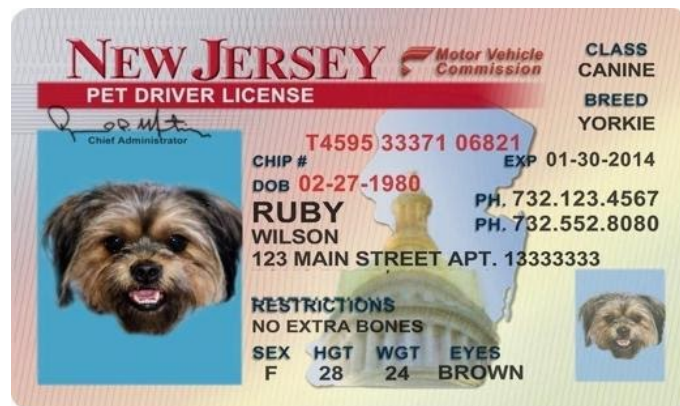 NEW JERSEY
Motor Vehicle
Commission
PET DRIVER LICENSE
CLASS
CANINE
BREED
YORKIE
Chief Administrator
T4595 33371 06821
CHIP #
EXP 01-30-2014
DOB 02-27-1980
RUBY
WILSON
PH. 732.123.4567
PH. 732.552.8080
123 MAIN STREET APT. 13333333
RESTRICTIONS
NO EXTRA BONES
SEX HGT WGT EYES
F 28 24 BROWN